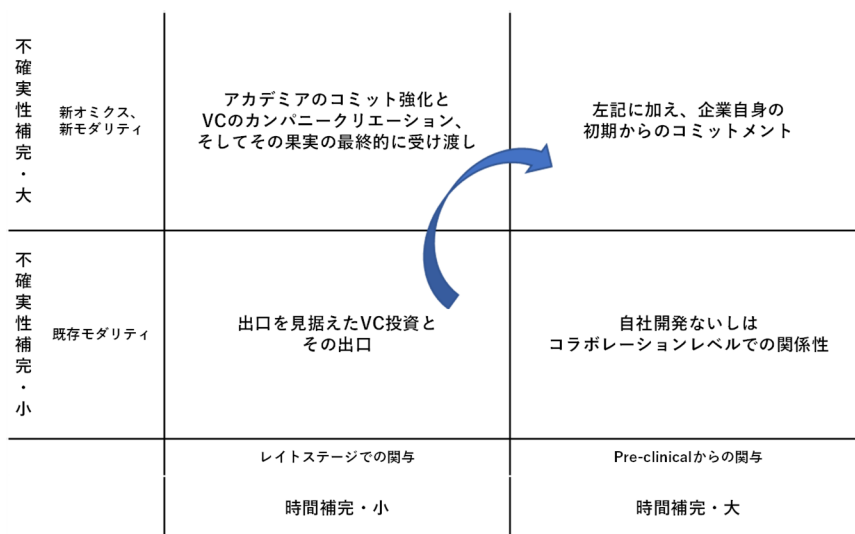 不確実性補完・大
新オミクス、
新モダリティ
アカデミアのコミット強化と
VCのカンパニークリエーション、
そしてその果実の最終的に受け渡し
左記に加え、企業自身の
初期からのコミットメント
不確実性補完・小
既存モダリティ
出口を見据えたVC投資と
その出口
自社開発ないしは
コラボレーションレベルでの関係性
レイトステージでの関与
Pre-clinicalからの関与
時間補完・小
時間補完・大